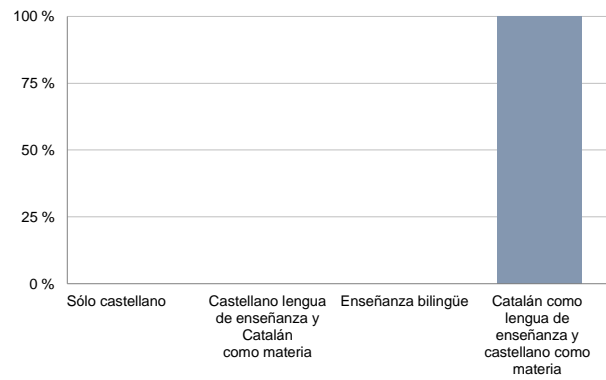 100 %
75 %
50 %
25 %
0 %
Sólo castellano
Castellano lengua
de enseñanza y
Catalán
como materia
Enseñanza bilingüe
Catalán como
lengua de
enseñanza y
castellano como
materia